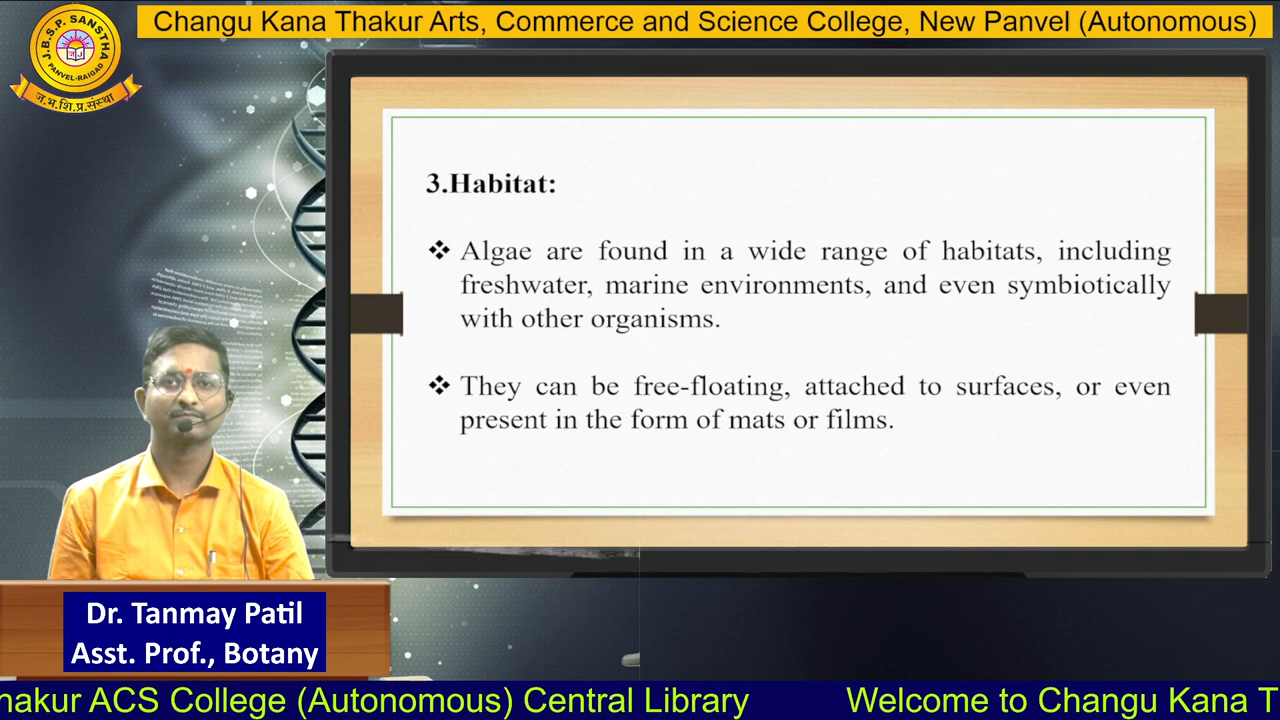 Changu Kana Thakur Arts, Commerce and Science College, New Panvel (Autonomous)
J.B.S.P. SANSTHA
PANVEL-RAIGAD
ज.भ.शि.प्र.संस्था
3.Habitat:
❖ Algae are found in a wide range of habitats, including
freshwater, marine environments, and even symbiotically
with other organisms.
❖ They can be free-floating, attached to surfaces, or even
present in the form of mats or films.
Dr. Tanmay Patil
Asst. Prof., Botany
hakur ACS College (Autonomous) Central Library Welcome to Changu Kana T